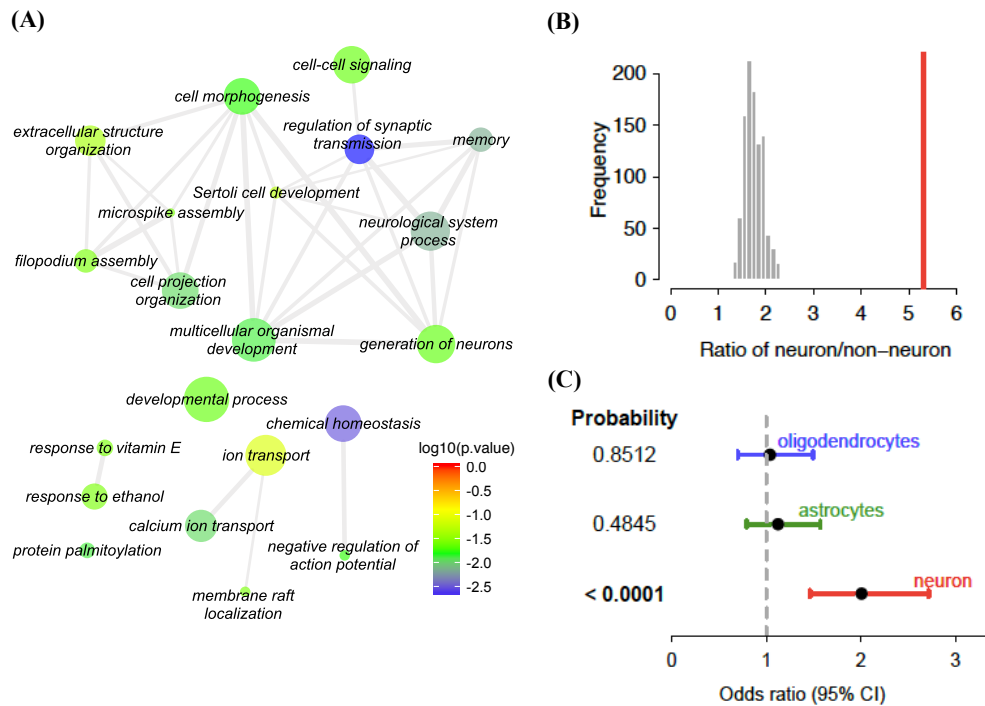 (A)
cell-cell signaling
cell morphogenesis
extracellular structure
organization
regulation of synaptic
transmission
memory
Sertoli cell development
microspike assembly
neurological system
process
filopodium assembly
cell projection
organization
multicellular organismal
development
generation of neurons
developmental process
chemical homeostasis
response to vitamin E
ion transport
response to ethanol
calcium ion transport
protein palmitoylation
negative regulation of
action potential
membrane raft
localization
log10(p.value)
0.0
-0.5
-1.0
-1.5
-2.0
-2.5
(B)
Frequency
200
150
100
50
0
0 1 2 3 4 5 6
Ratio of neuron/non−neuron
(C)
Probability
oligodendrocytes
0.8512
astrocytes
0.4845
neuron
< 0.0001
0 1 2 3
Odds ratio (95% CI)